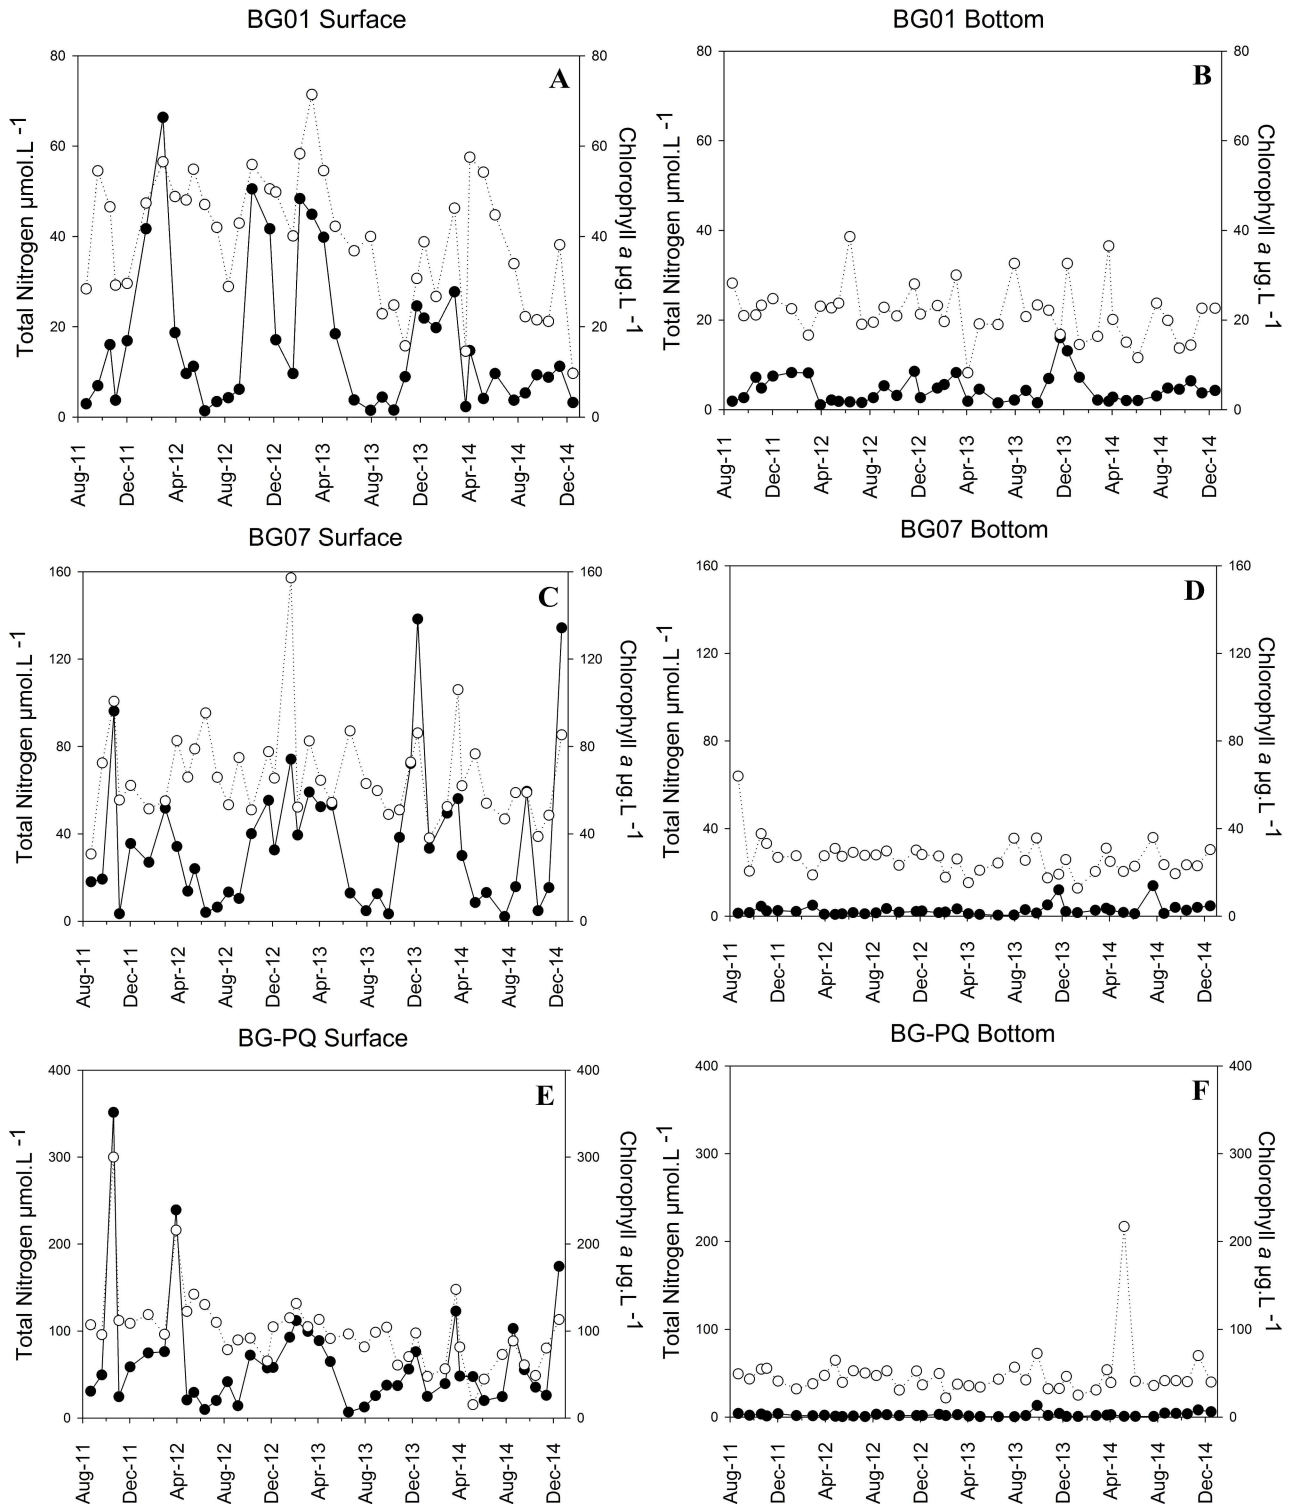 BG01 Surface
A
Total Nitrogen µmol.L -1
Chlorophyll a µg.L -1
80
60
40
20
0
80
60
40
20
0
Aug-11 Dec-11 Apr-12 Aug-12 Dec-12 Apr-13 Aug-13 Dec-13 Apr-14 Aug-14 Dec-14
BG01 Bottom
B
Total Nitrogen µmol.L -1
Chlorophyll a µg.L -1
80
60
40
20
0
80
60
40
20
0
Aug-11 Dec-11 Apr-12 Aug-12 Dec-12 Apr-13 Aug-13 Dec-13 Apr-14 Aug-14 Dec-14
BG07 Surface
C
Total Nitrogen µmol.L -1
Chlorophyll a µg.L -1
160
120
80
40
0
160
120
80
40
0
Aug-11 Dec-11 Apr-12 Aug-12 Dec-12 Apr-13 Aug-13 Dec-13 Apr-14 Aug-14 Dec-14
BG07 Bottom
D
Total Nitrogen µmol.L -1
Chlorophyll a µg.L -1
160
120
80
40
0
160
120
80
40
0
Aug-11 Dec-11 Apr-12 Aug-12 Dec-12 Apr-13 Aug-13 Dec-13 Apr-14 Aug-14 Dec-14
BG-PQ Surface
E
Total Nitrogen µmol.L -1
Chlorophyll a µg.L -1
400
300
200
100
0
400
300
200
100
0
Aug-11 Dec-11 Apr-12 Aug-12 Dec-12 Apr-13 Aug-13 Dec-13 Apr-14 Aug-14 Dec-14
BG-PQ Bottom
F
Total Nitrogen µmol.L -1
Chlorophyll a µg.L -1
400
300
200
100
0
400
300
200
100
0
Aug-11 Dec-11 Apr-12 Aug-12 Dec-12 Apr-13 Aug-13 Dec-13 Apr-14 Aug-14 Dec-14